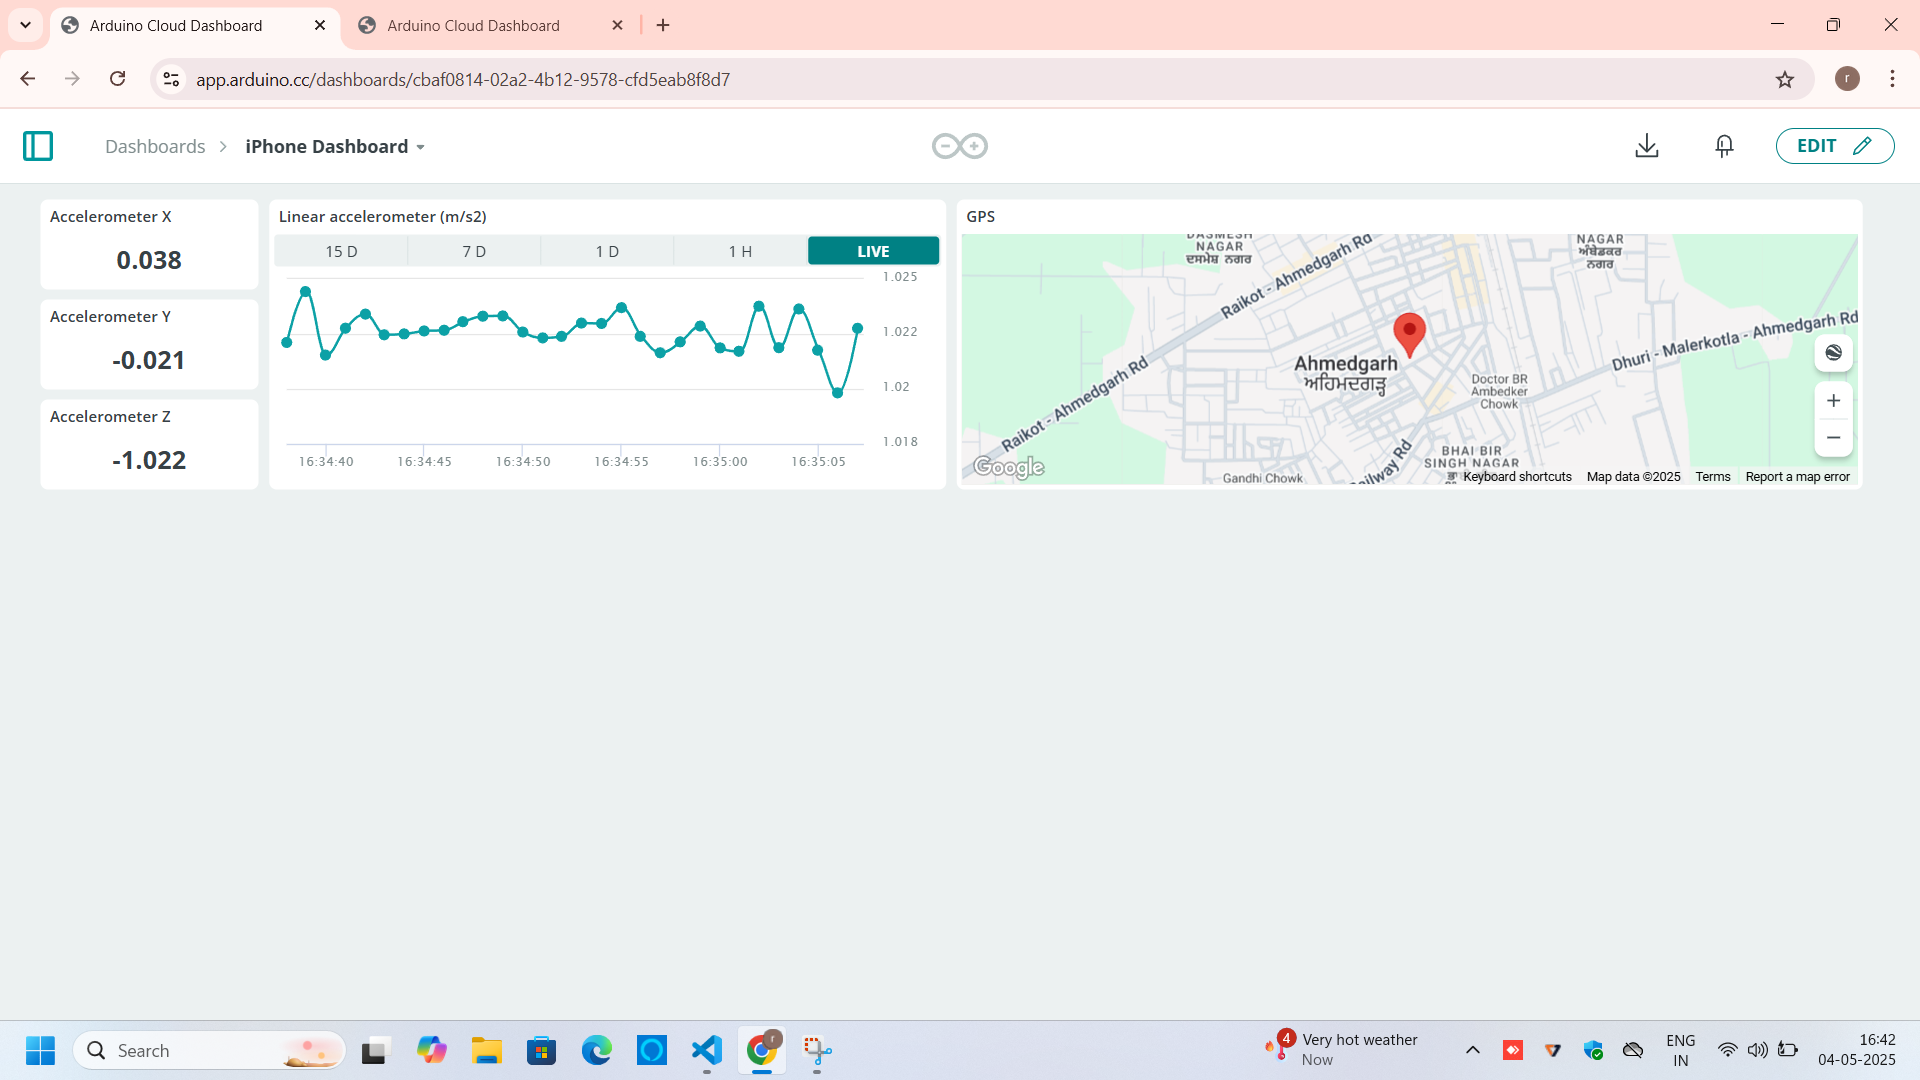 Arduino Cloud Dashboard
Arduino Cloud Dashboard
app.arduino.cc/dashboards/cbaf0814-02a2-4b12-9578-cfd5eab8f8d7
r
Dashboards > iPhone Dashboard
EDIT
Accelerometer X
0.038
Accelerometer Y
-0.021
Accelerometer Z
-1.022
Linear accelerometer (m/s2)
15 D 7 D 1 D 1 H LIVE
1.025
1.022
1.02
1.018
16:34:40 16:34:45 16:34:50 16:34:55 16:35:00 16:35:05
GPS
DASMESH
NAGAR
ਦਸਮੇਸ਼ ਨਗਰ
Raikot - Ahmedgarh Rd
NAGAR
ਅੰਬੇਡਕਰ
ਨਗਰ
Dhuri - Malerkotla - Ahmedgarh Rd
Ahmedgarh
ਅਹਿਮਦਗੜ੍ਹ
Raikot - Ahmedgarh Rd
Doctor BR
Ambedker
Chowk
BHAI BIR
SINGH NAGAR
Railway Rd
Gandhi Chowk
Google
Keyboard shortcuts Map data ©2025 Terms Report a map error
Search
r
4
Very hot weather
Now
ENG
IN
16:42
04-05-2025